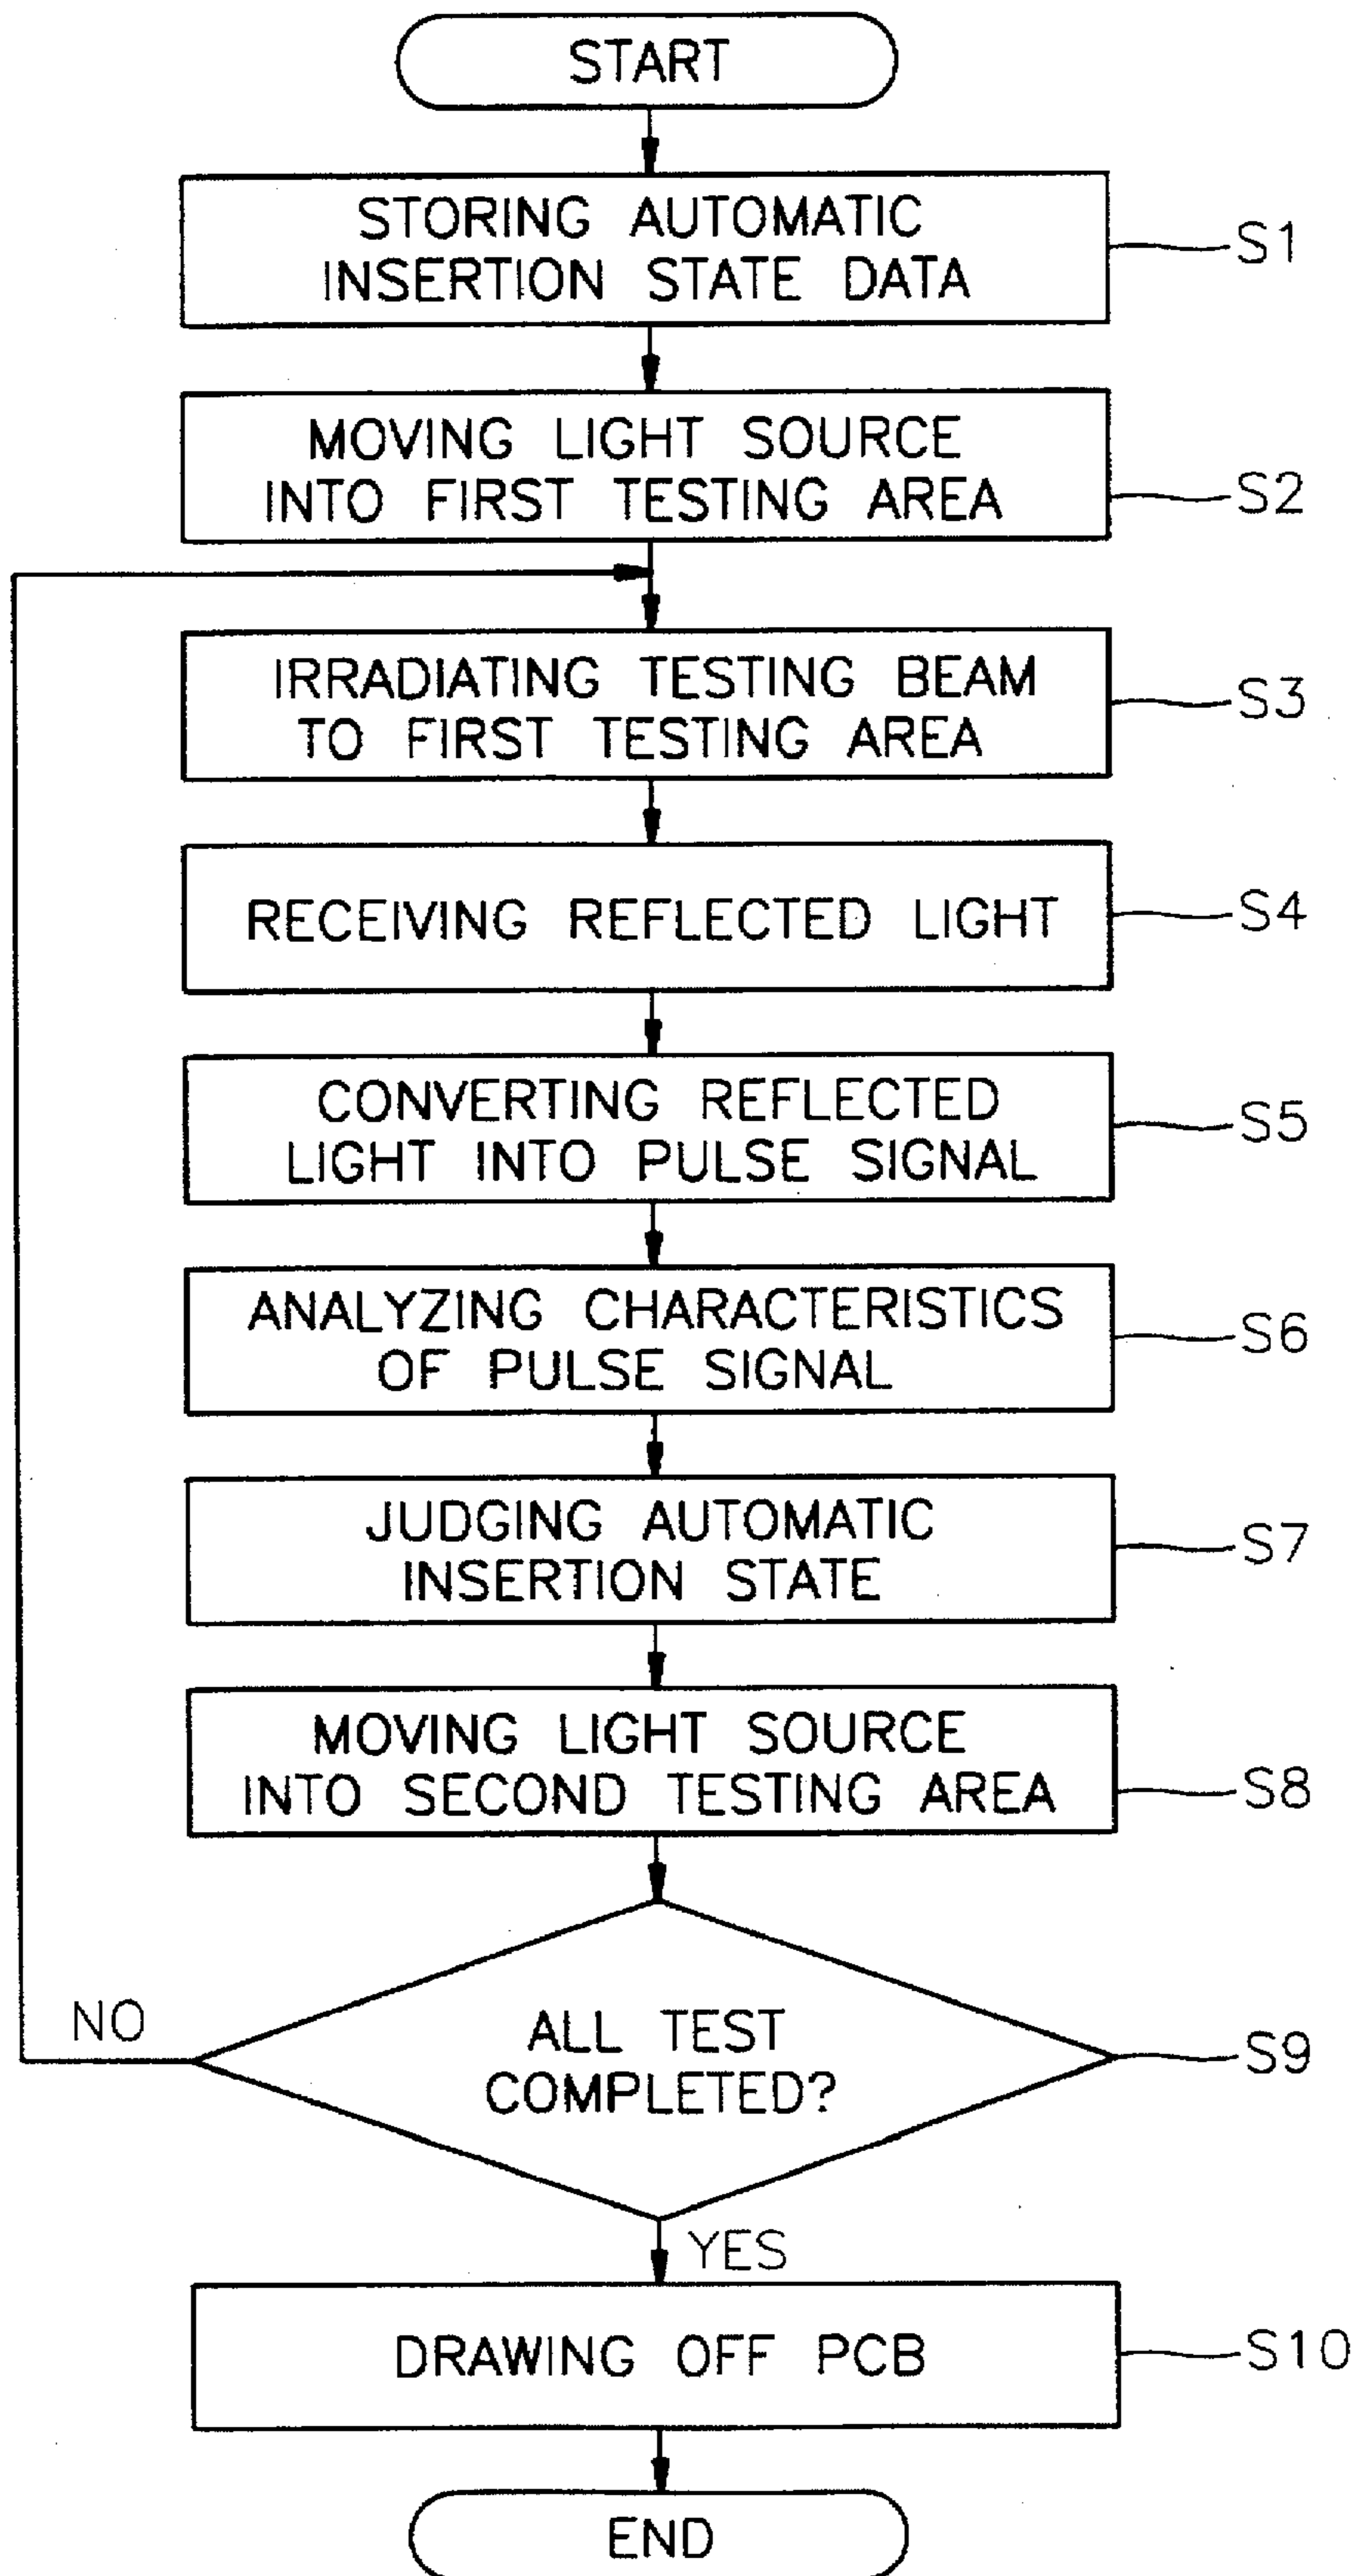 START
STORING AUTOMATIC
INSERTION STATE DATA
S1
MOVING LIGHT SOURCE
INTO FIRST TESTING AREA
S2
IRRADIATING TESTING BEAM
TO FIRST TESTING AREA
S3
RECEIVING REFLECTED LIGHT
S4
CONVERTING REFLECTED
LIGHT INTO PULSE SIGNAL
S5
ANALYZING CHARACTERISTICS
OF PULSE SIGNAL
S6
JUDGING AUTOMATIC
INSERTION STATE
S7
MOVING LIGHT SOURCE
INTO SECOND TESTING AREA
S8
NO
ALL TEST
COMPLETED?
S9
YES
DRAWING OFF PCB
S10
END